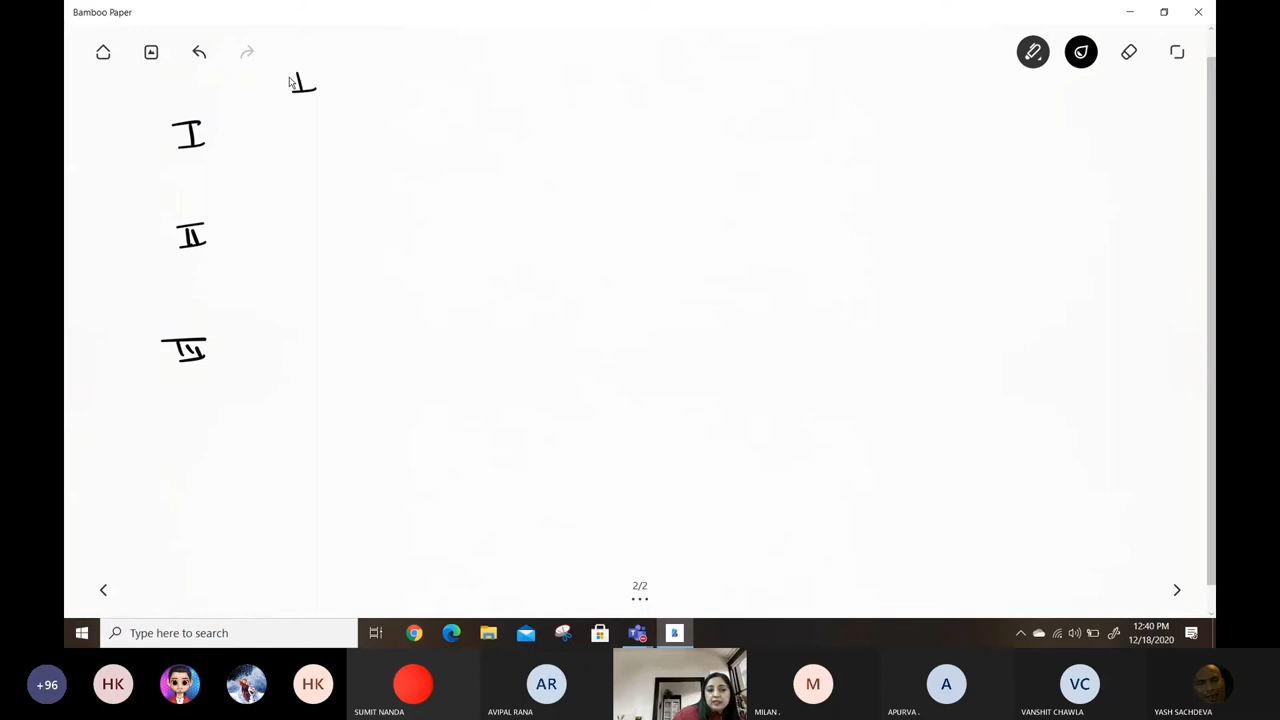 Bamboo Paper
I
I
II
III
2/2
Type here to search
12:40 PM
12/18/2020
+96
HK
HK
AR
M
A
VC
SUMIT NANDA
AVIPAL RANA
MILAN .
APURVA .
VANSHIT CHAWLA
YASH SACHDEVA